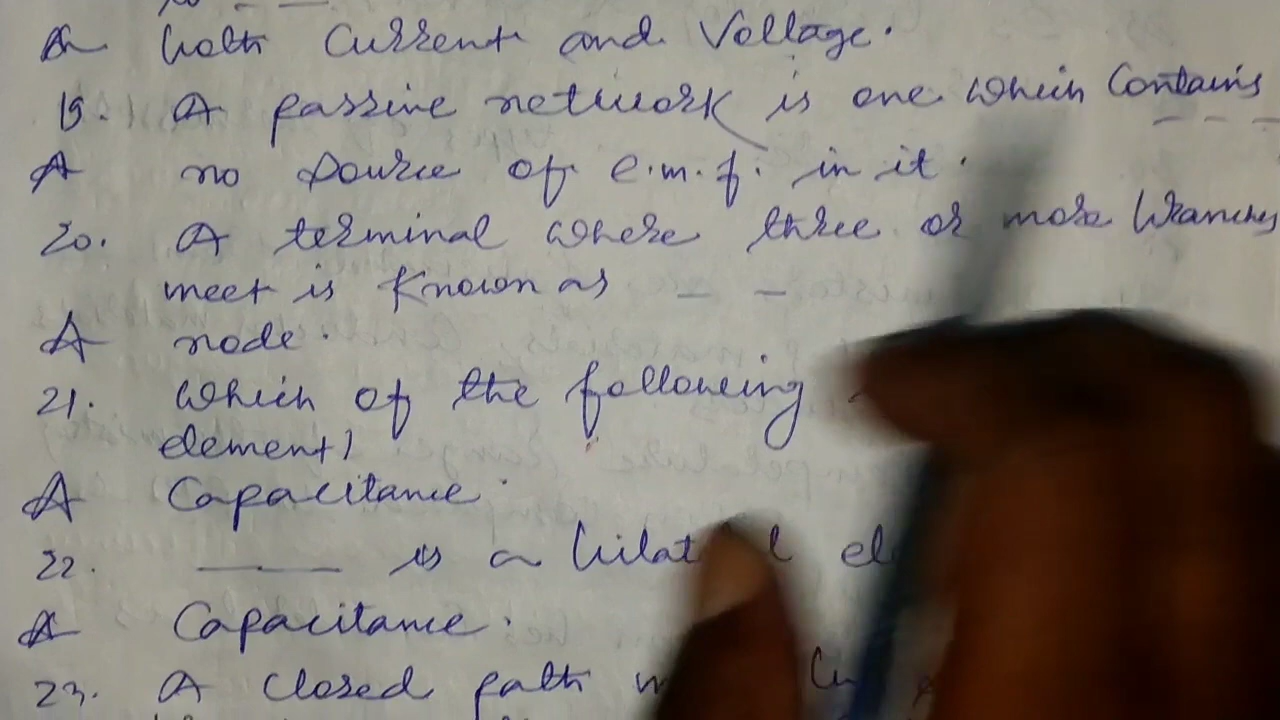 A both Current and Voltage.
19. A passive network is one which Contains _ _ _
A no source of e.m.f. in it.
20. A terminal where three or more branches
meet is known as _ _
A node.
21. Which of the following
element)
A Capacitance.
22. ____ is a
A Capacitance.
23. A closed path